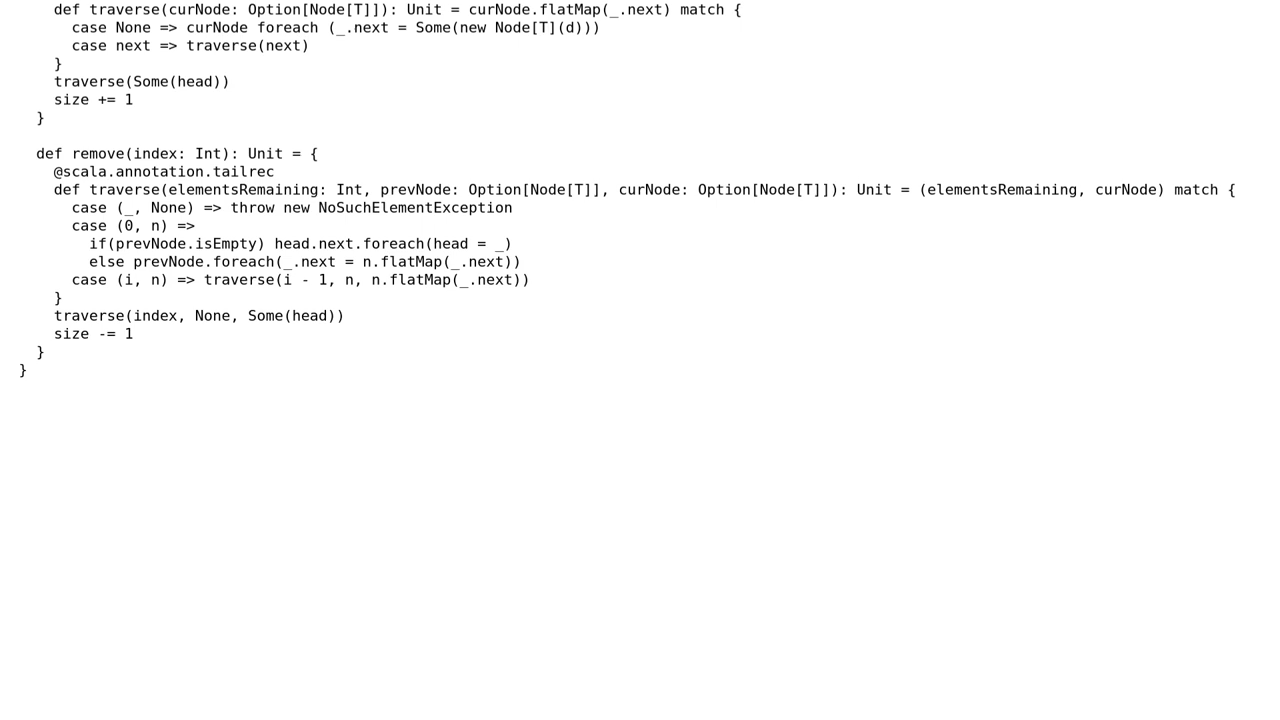 def traverse(curNode: Option[Node[T]]): Unit = curNode.flatMap(_.next) match {
case None => curNode foreach (_.next = Some(new Node[T](d)))
case next => traverse(next)
}
traverse(Some(head))
size += 1
}
def remove(index: Int): Unit = {
@scala.annotation.tailrec
def traverse(elementsRemaining: Int, prevNode: Option[Node[T]], curNode: Option[Node[T]]): Unit = (elementsRemaining, curNode) match {
case (_, None) => throw new NoSuchElementException
case (0, n) =>
if(prevNode.isEmpty) head.next.foreach(head = _)
else prevNode.foreach(_.next = n.flatMap(_.next))
case (i, n) => traverse(i - 1, n, n.flatMap(_.next))
}
traverse(index, None, Some(head))
size -= 1
}
}